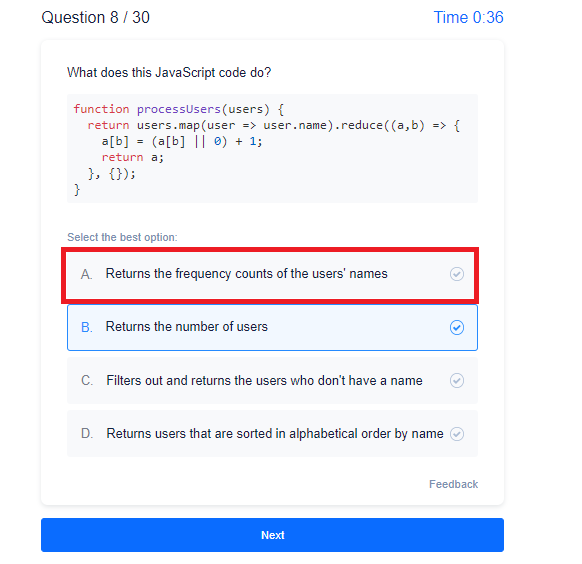 Question 8 / 30
Time 0:36
What does this JavaScript code do?
function processUsers(users) {
  return users.map(user => user.name).reduce((a,b) => {
    a[b] = (a[b] || 0) + 1;
    return a;
  }, {});
}
Select the best option:
A. Returns the frequency counts of the users' names
B. Returns the number of users
C. Filters out and returns the users who don't have a name
D. Returns users that are sorted in alphabetical order by name
Feedback
Next